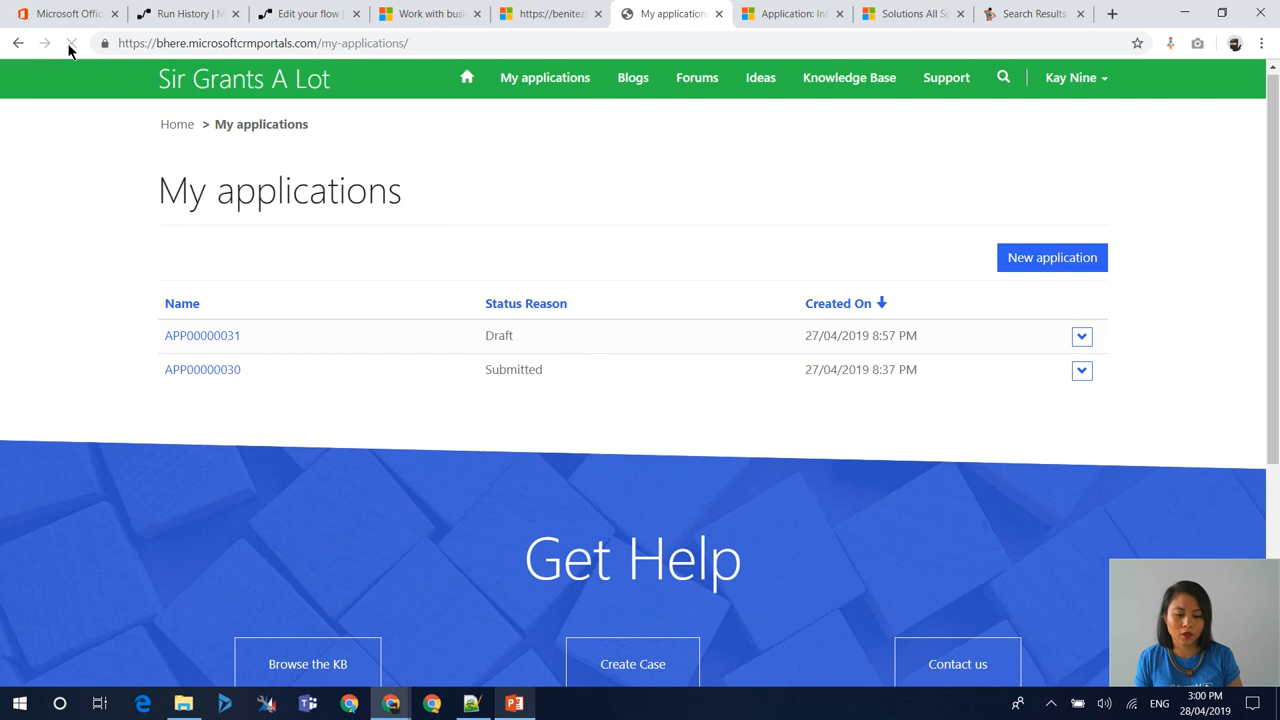 Microsoft Offic
Run History | M
Edit your flow |
Work with busi
https://benitez
My application
Application: Inf
Solutions All So
Search Results
https://bhere.microsoftcrmportals.com/my-applications/
Sir Grants A Lot
My applications
Blogs
Forums
Ideas
Knowledge Base
Support
Kay Nine
Home > My applications
My applications
New application
Name Status Reason Created On
APP00000031 Draft 27/04/2019 8:57 PM
APP00000030 Submitted 27/04/2019 8:37 PM
Get Help
Browse the KB
Create Case
Contact us
ENG
3:00 PM
28/04/2019